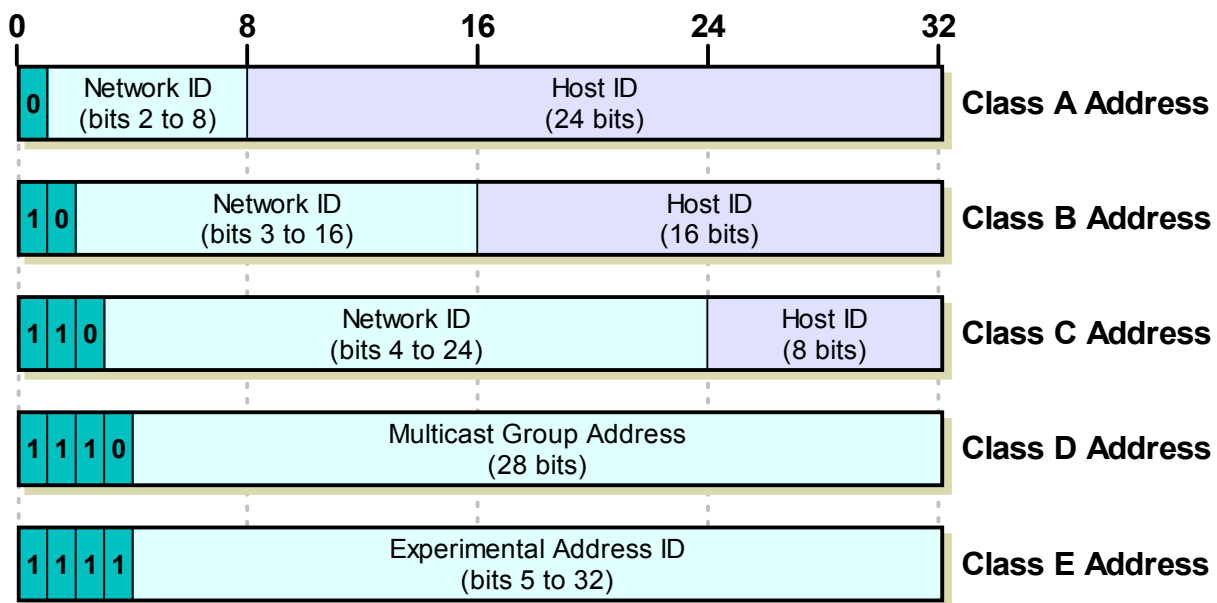 0 8 16 24 32
0 Network ID Host ID Class A Address
(bits 2 to 8) (24 bits)
1 0 Network ID Host ID Class B Address
(bits 3 to 16) (16 bits)
1 1 0 Network ID Host ID Class C Address
(bits 4 to 24) (8 bits)
1 1 1 0 Multicast Group Address Class D Address
(28 bits)
1 1 1 1 Experimental Address ID Class E Address
(bits 5 to 32)